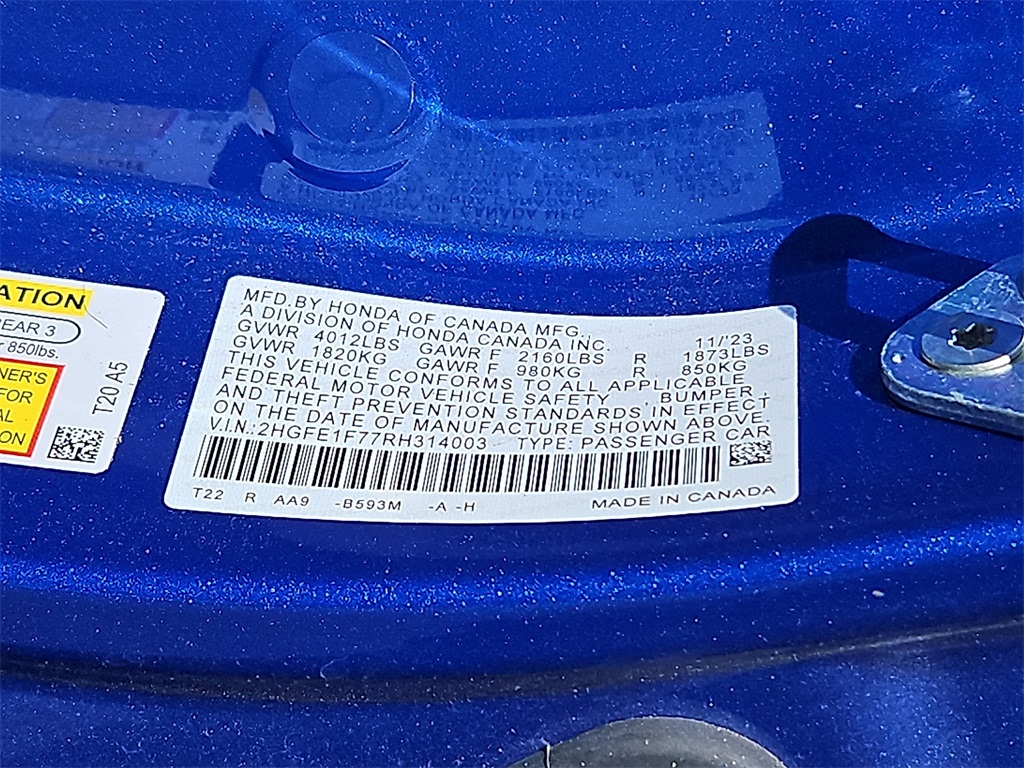 ATION
EAR 3
850lbs.
NER'S
FOR
AL
ON
T20 A5
MFD.BY HONDA OF CANADA MFG.
A DIVISION OF HONDA CANADA INC. 11/'23
GVWR 4012LBS GAWR F 2160LBS R 1873LBS
GVWR 1820KG GAWR F 980KG R 850KG
THIS VEHICLE CONFORMS TO ALL APPLICABLE
FEDERAL MOTOR VEHICLE SAFETY BUMPER
AND THEFT PREVENTION STANDARDS IN EFFECT
ON THE DATE OF MANUFACTURE SHOWN ABOVE.
V.I.N.:2HGFE1F77RH314003 TYPE: PASSENGER CAR
T22 R AA9 -B593M -A -H MADE IN CANADA